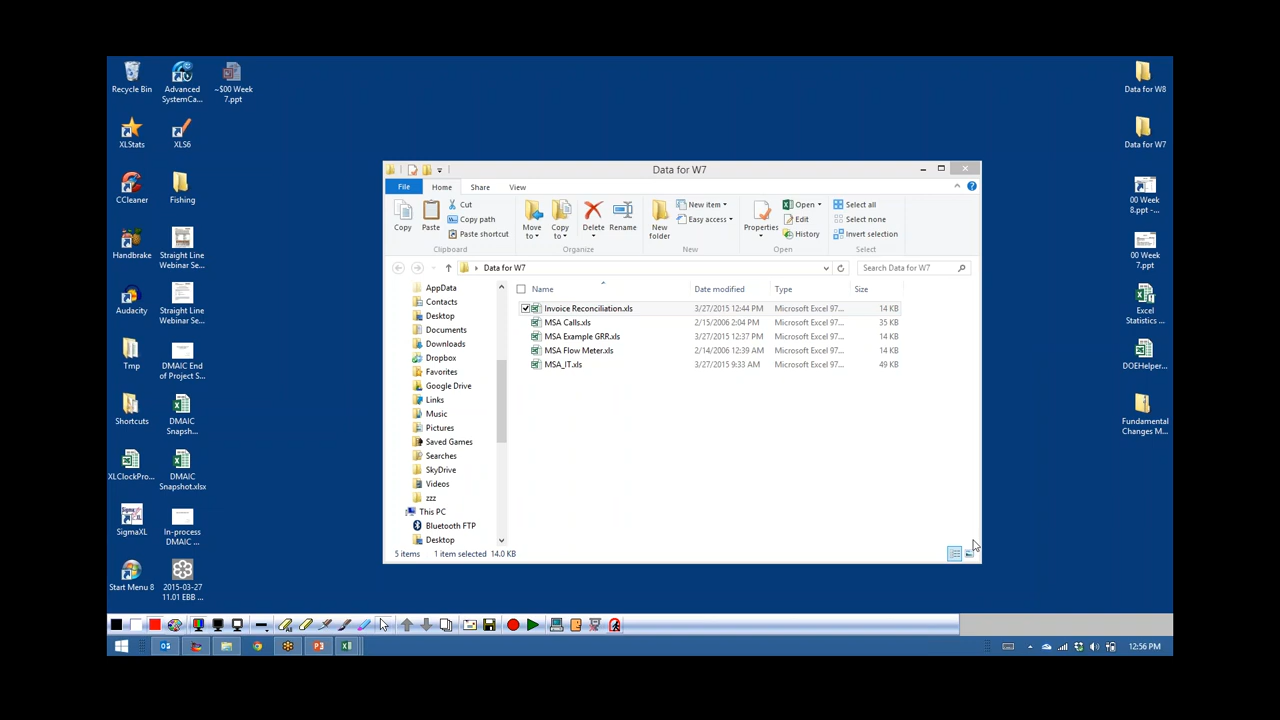 Recycle Bin
Advanced
SystemCa...
~$00 Week
7.ppt
XLStats
XLS6
CCleaner
Fishing
Handbrake
Straight Line
Webinar Se...
Audacity
Straight Line
Webinar Se...
Tmp
DMAIC End
of Project S...
Shortcuts
DMAIC
Snapsh...
XLClockPro...
DMAIC
Snapshot.xlsx
SigmaXL
In-process
DMAIC ...
Start Menu 8
2015-03-27
11.01 EBB ...
Data for W7
File
Home
Share
View
Copy
Paste
Cut
Copy path
Paste shortcut
Clipboard
Move
to
Copy
to
Delete
Rename
Organize
New
folder
New item
Easy access
New
Properties
Open
Edit
History
Open
Select all
Select none
Invert selection
Select
Data for W7
Search Data for W7
AppData
Contacts
Desktop
Documents
Downloads
Dropbox
Favorites
Google Drive
Links
Music
Pictures
Saved Games
Searches
SkyDrive
Videos
zzz
This PC
Bluetooth FTP
Desktop
Name Date modified Type Size
Invoice Reconciliation.xls 3/27/2015 12:44 PM Microsoft Excel 97... 14 KB
MSA Calls.xls 2/15/2006 2:04 PM Microsoft Excel 97... 35 KB
MSA Example GRR.xls 3/27/2015 12:37 PM Microsoft Excel 97... 14 KB
MSA Flow Meter.xls 2/14/2006 12:39 AM Microsoft Excel 97... 14 KB
MSA_IT.xls 3/27/2015 9:33 AM Microsoft Excel 97... 49 KB
5 items 1 item selected 14.0 KB
Data for W8
Data for W7
00 Week
8.ppt -...
00 Week
7.ppt
Excel
Statistics ...
DOEHelper...
Fundamental
Changes M...
12:56 PM